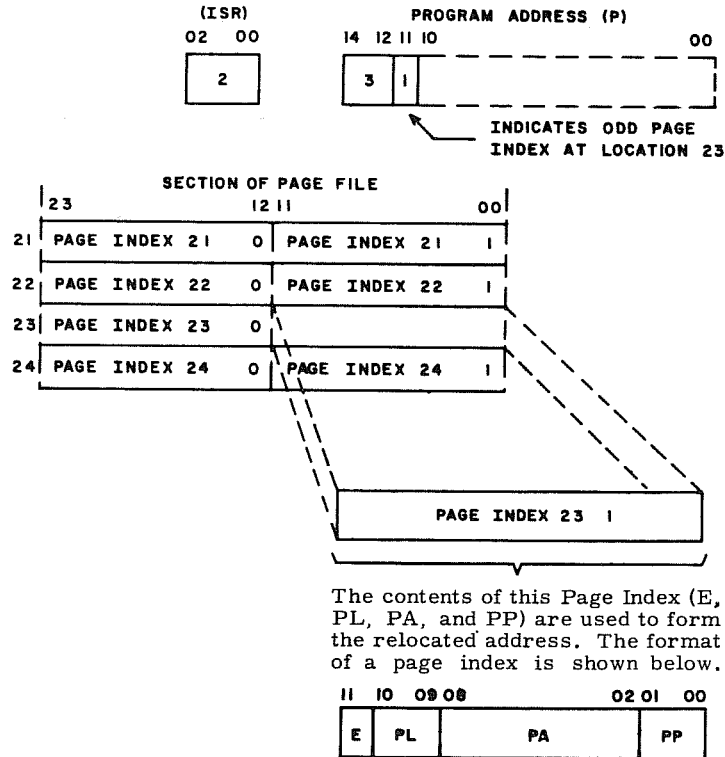 (ISR) PROGRAM ADDRESS (P)
02 00 14 12 11 10 00
2 3 1
INDICATES ODD PAGE
INDEX AT LOCATION 23
SECTION OF PAGE FILE
23 12 11 00
21 PAGE INDEX 21 0 PAGE INDEX 21 1
22 PAGE INDEX 22 0 PAGE INDEX 22 1
23 PAGE INDEX 23 0
24 PAGE INDEX 24 0 PAGE INDEX 24 1
PAGE INDEX 23 1
The contents of this Page Index (E,
PL, PA, and PP) are used to form
the relocated address. The format
of a page index is shown below.
11 10 09 08 02 01 00
E PL PA PP